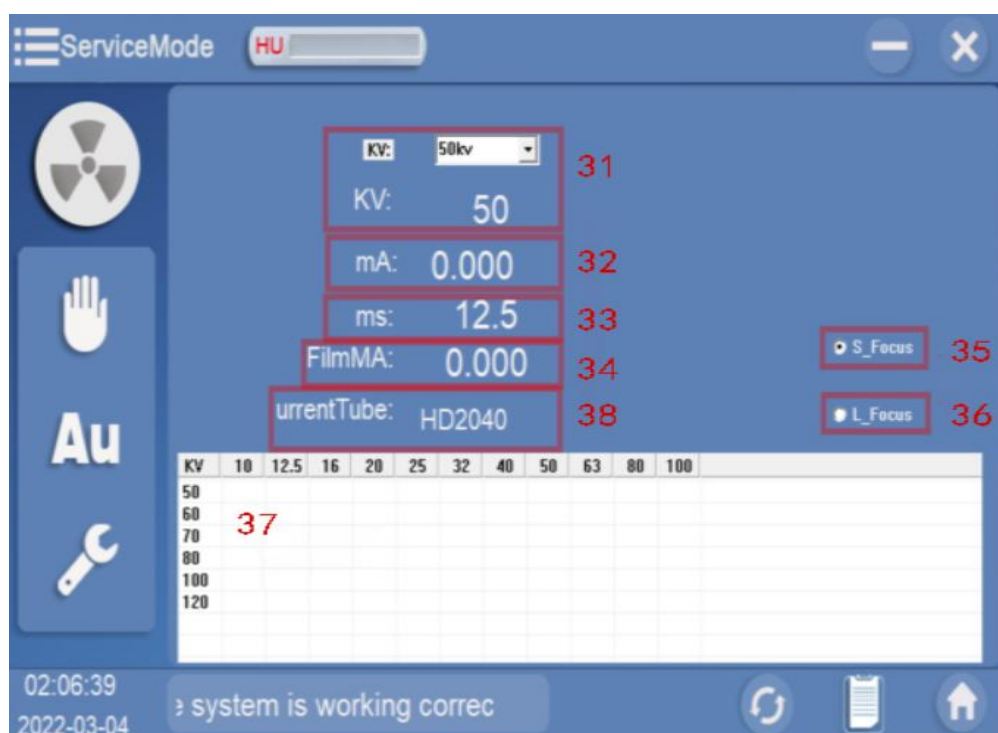 ServiceMode HU
KV: 50kv
31
KV: 50
mA: 0.000 32
ms: 12.5 33
FilmMA: 0.000 34
S_Focus 35
urrentTube: HD2040 38
L_Focus 36
Au
KV 10 12.5 16 20 25 32 40 50 63 80 100
50
60
37
70
80
100
120
02:06:39
2022-03-04
e system is working correc